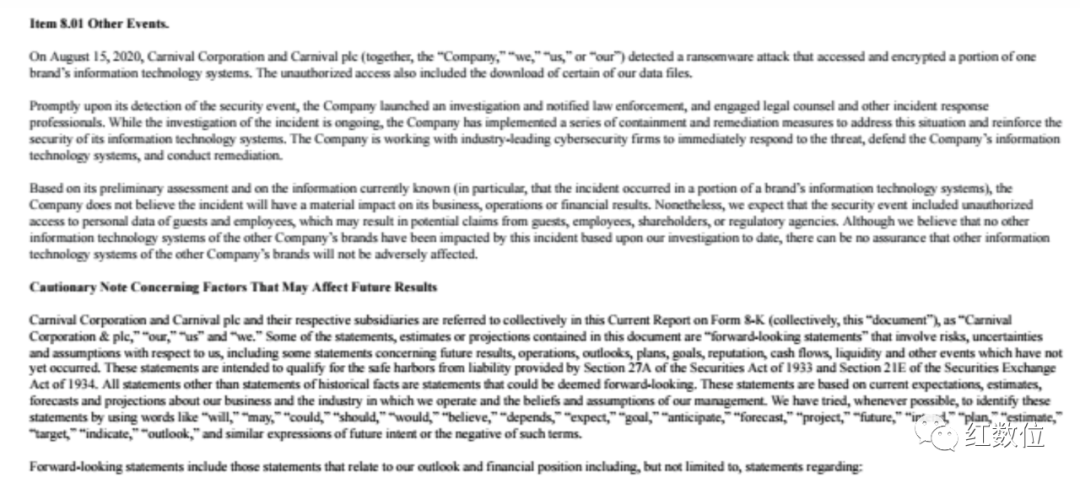 Item 8.01 Other Events.
On August 15, 2020, Carnival Corporation and Carnival plc (together, the “Company,” “we,” “us,” or “our”) detected a ransomware attack that accessed and encrypted a portion of one
brand’s information technology systems. The unauthorized access also included the download of certain of our data files.
Promptly upon its detection of the security event, the Company launched an investigation and notified law enforcement, and engaged legal counsel and other incident response
professionals. While the investigation of the incident is ongoing, the Company has implemented a series of containment and remediation measures to address this situation and reinforce the
security of its information technology systems. The Company is working with industry-leading cybersecurity firms to immediately respond to the threat, defend the Company’s information
technology systems, and conduct remediation.
Based on its preliminary assessment and on the information currently known (in particular, that the incident occurred in a portion of a brand’s information technology systems), the
Company does not believe the incident will have a material impact on its business, operations or financial results. Nonetheless, we expect that the security event included unauthorized
access to personal data of guests and employees, which may result in potential claims from guests, employees, shareholders, or regulatory agencies. Although we believe that no other
information technology systems of the other Company’s brands have been impacted by this incident based upon our investigation to date, there can be no assurance that other information
technology systems of the other Company’s brands will not be adversely affected.
Cautionary Note Concerning Factors That May Affect Future Results
Carnival Corporation and Carnival plc and their respective subsidiaries are referred to collectively in this Current Report on Form 8-K (collectively, this “document”), as “Carnival
Corporation & plc,” “our,” “us” and “we.” Some of the statements, estimates or projections contained in this document are “forward-looking statements” that involve risks, uncertainties
and assumptions with respect to us, including some statements concerning future results, operations, outlooks, plans, goals, reputation, cash flows, liquidity and other events which have not
yet occurred. These statements are intended to qualify for the safe harbors from liability provided by Section 27A of the Securities Act of 1933 and Section 21E of the Securities Exchange
Act of 1934. All statements other than statements of historical facts are statements that could be deemed forward-looking. These statements are based on current expectations, estimates,
forecasts and projections about our business and the industry in which we operate and the beliefs and assumptions of our management. We have tried, whenever possible, to identify these
statements by using words like “will,” “may,” “could,” “should,” “would,” “believe,” “depends,” “expect,” “goal,” “anticipate,” “forecast,” “project,” “future,” “plan,” “estimate,”
“target,” “indicate,” “outlook,” and similar expressions of future intent or the negative of such terms.
红数位
Forward-looking statements include those statements that relate to our outlook and financial position including, but not limited to, statements regarding: